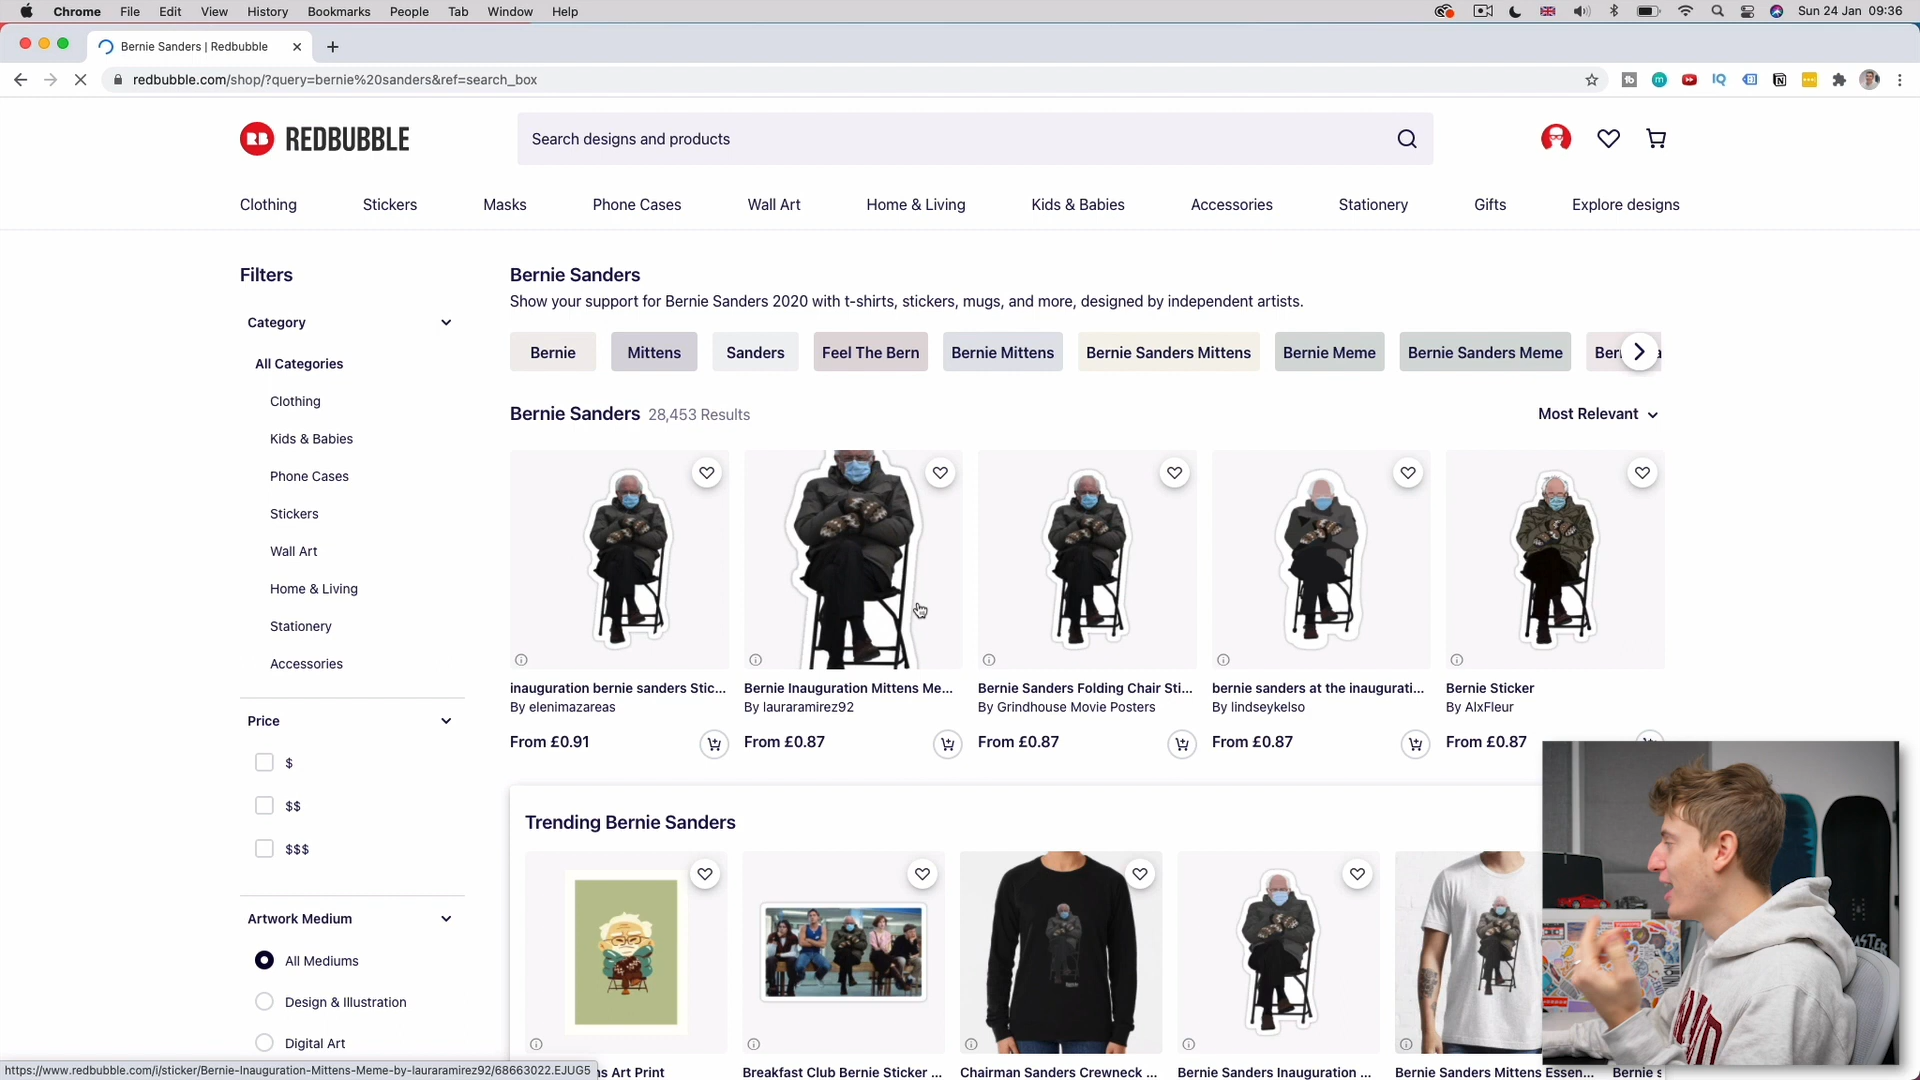 Chrome File Edit View History Bookmarks People Tab Window Help Sun 24 Jan 09:36
Bernie Sanders | Redbubble
redbubble.com/shop/?query=bernie%20sanders&ref=search_box
RB REDBUBBLE
Search designs and products
Clothing Stickers Masks Phone Cases Wall Art Home & Living Kids & Babies Accessories Stationery Gifts Explore designs
Filters
Category
All Categories
Clothing
Kids & Babies
Phone Cases
Stickers
Wall Art
Home & Living
Stationery
Accessories
Price
$
$$
$$$
Artwork Medium
All Mediums
Design & Illustration
Digital Art
Bernie Sanders
Show your support for Bernie Sanders 2020 with t-shirts, stickers, mugs, and more, designed by independent artists.
Bernie Mittens Sanders Feel The Bern Bernie Mittens Bernie Sanders Mittens Bernie Meme Bernie Sanders Meme
Bernie Sanders 28,453 Results
Most Relevant
inauguration bernie sanders Stic...
By elenimazareas
From £0.91
Bernie Inauguration Mittens Me...
By lauraramirez92
From £0.87
Bernie Sanders Folding Chair Sti...
By Grindhouse Movie Posters
From £0.87
bernie sanders at the inaugurati...
By lindseykelso
From £0.87
Bernie Sticker
By AlxFleur
From £0.87
Trending Bernie Sanders
ns Art Print
Breakfast Club Bernie Sticker ...
Chairman Sanders Crewneck ...
Bernie Sanders Inauguration ...
Bernie Sanders Mittens Essen...
Bernie s
https://www.redbubble.com/i/sticker/Bernie-Inauguration-Mittens-Meme-by-lauraramirez92/68663022.EJUG5